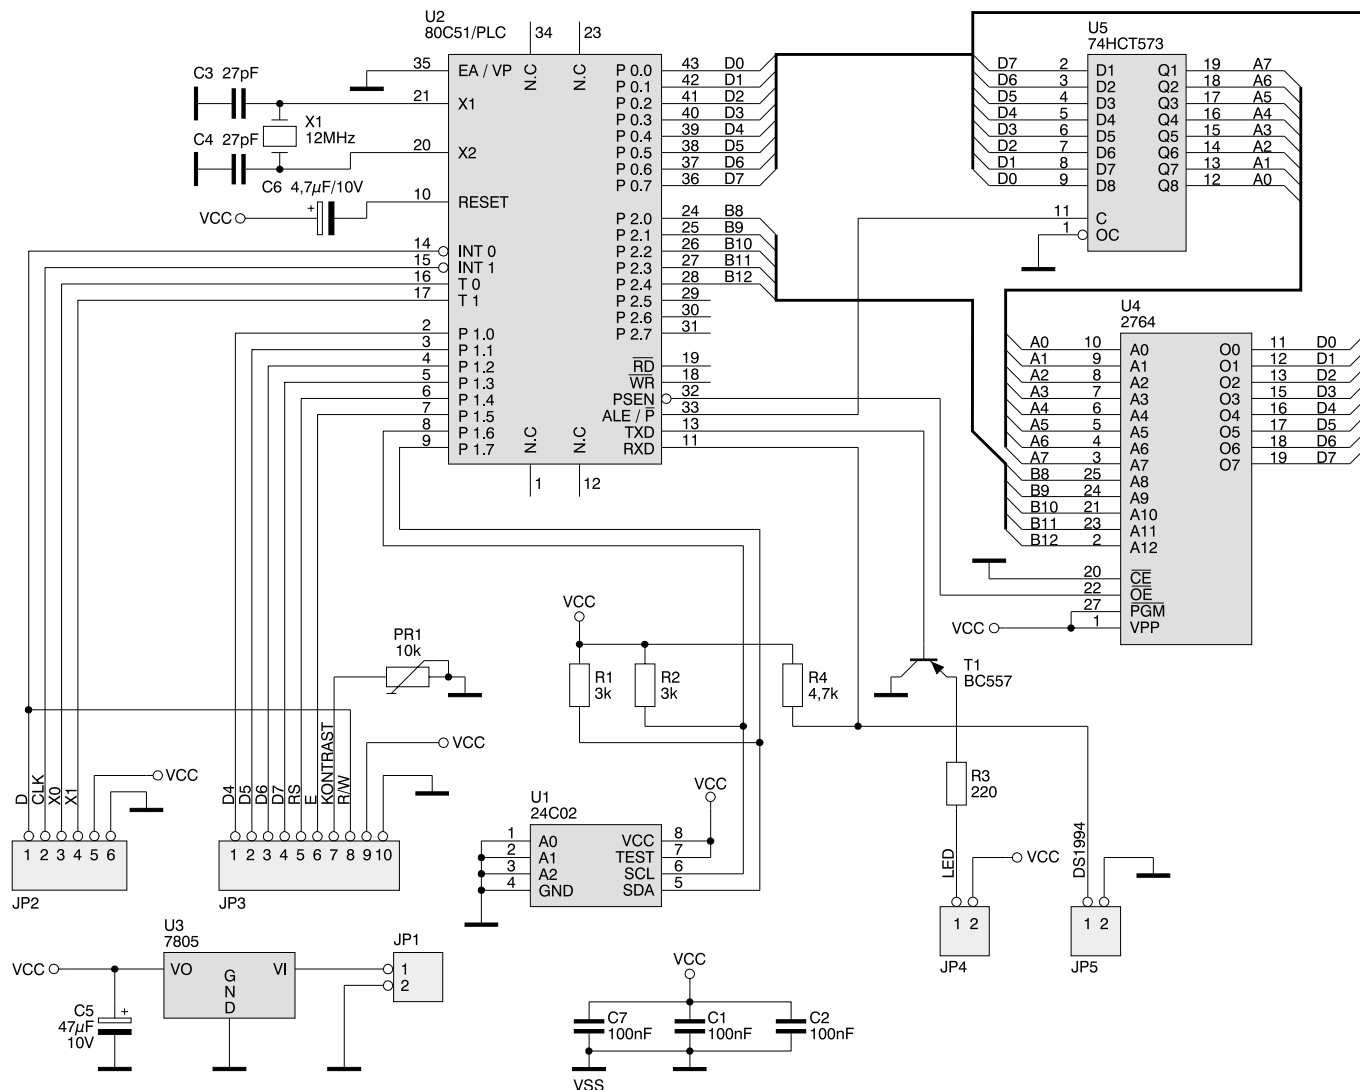 U2
80C51/PLC
34
23
N.C
N.C
35 EA / VP
21 X1
20 X2
10 RESET
14 INT 0
15 INT 1
16 T 0
17 T 1
2 P 1.0
3 P 1.1
4 P 1.2
5 P 1.3
6 P 1.4
7 P 1.5
8 P 1.6
9 P 1.7
N.C
N.C
1
12
P 0.0 43 D0
P 0.1 42 D1
P 0.2 41 D2
P 0.3 40 D3
P 0.4 39 D4
P 0.5 38 D5
P 0.6 37 D6
P 0.7 36 D7
P 2.0 24 B8
P 2.1 25 B9
P 2.2 26 B10
P 2.3 27 B11
P 2.4 28 B12
P 2.5 29
P 2.6 30
P 2.7 31
RD 19
WR 18
PSEN 32
ALE / P 33
TXD 13
RXD 11
C3 27pF
X1
12MHz
C4 27pF
C6 4,7µF/10V
+
VCC
U5
74HCT573
D7 2 D1 Q1 19 A7
D6 3 D2 Q2 18 A6
D5 4 D3 Q3 17 A5
D4 5 D4 Q4 16 A4
D3 6 D5 Q5 15 A3
D2 7 D6 Q6 14 A2
D1 8 D7 Q7 13 A1
D0 9 D8 Q8 12 A0
11 C
1 OC
U4
2764
A0 10 A0 O0 11 D0
A1 9 A1 O1 12 D1
A2 8 A2 O2 13 D2
A3 7 A3 O3 15 D3
A4 6 A4 O4 16 D4
A5 5 A5 O5 17 D5
A6 4 A6 O6 18 D6
A7 3 A7 O7 19 D7
B8 25 A8
B9 24 A9
B10 21 A10
B11 23 A11
B12 2 A12
20 CE
22 OE
27 PGM
VCC 1 VPP
PR1
10k
VCC
R1
3k
R2
3k
R4
4,7k
T1
BC557
R3
220
VCC
VCC
D
CLK
X0
X1
1 2 3 4 5 6
JP2
VCC
D4
D5
D6
D7
RS
E
KONTRAST
R/W
1 2 3 4 5 6 7 8 9 10
JP3
VCC
U1
24C02
1 A0 VCC 8
2 A1 TEST 7
3 A2 SCL 6
4 GND SDA 5
LED
VCC
1 2
JP4
DS1994
1 2
JP5
U3
7805
VCC
VO
GND
VI
JP1
1
2
C5
47µF
10V
+
VCC
C7
100nF
C1
100nF
C2
100nF
VSS